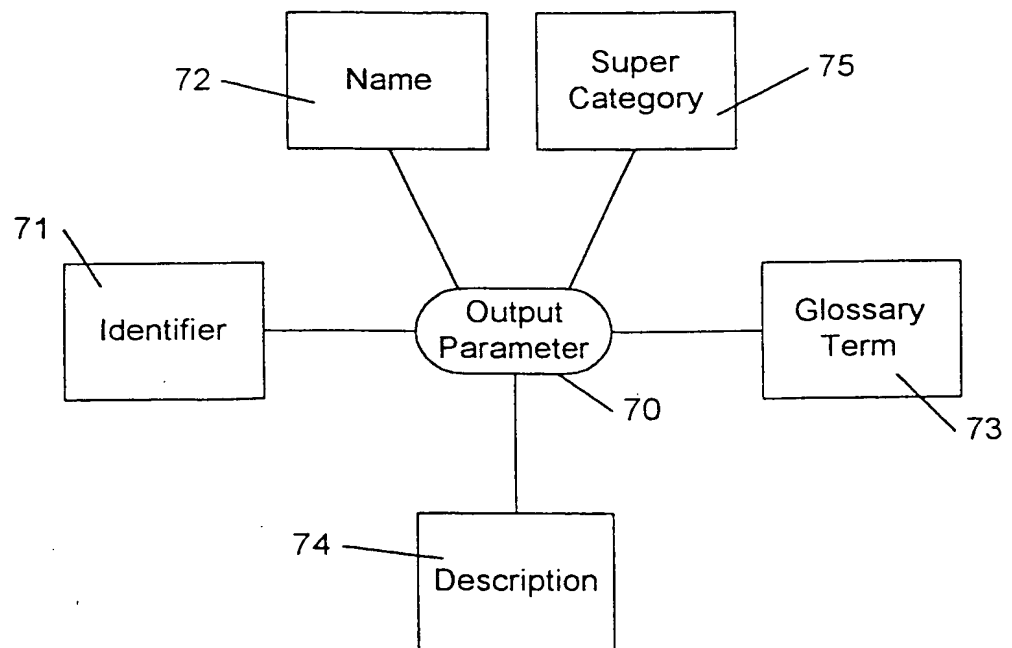 72
Name
Super
Category
75
71
Identifier
Output
Parameter
70
Glossary
Term
73
74
Description